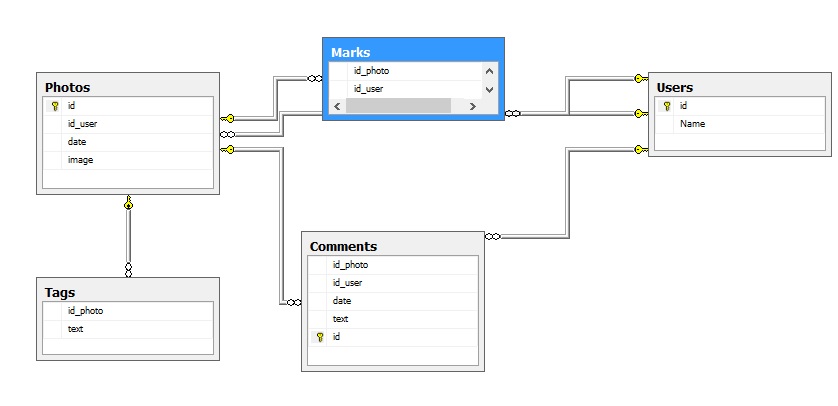 Marks
id_photo
id_user
Photos
id
id_user
date
image
Users
id
Name
Comments
id_photo
id_user
date
text
id
Tags
id_photo
text